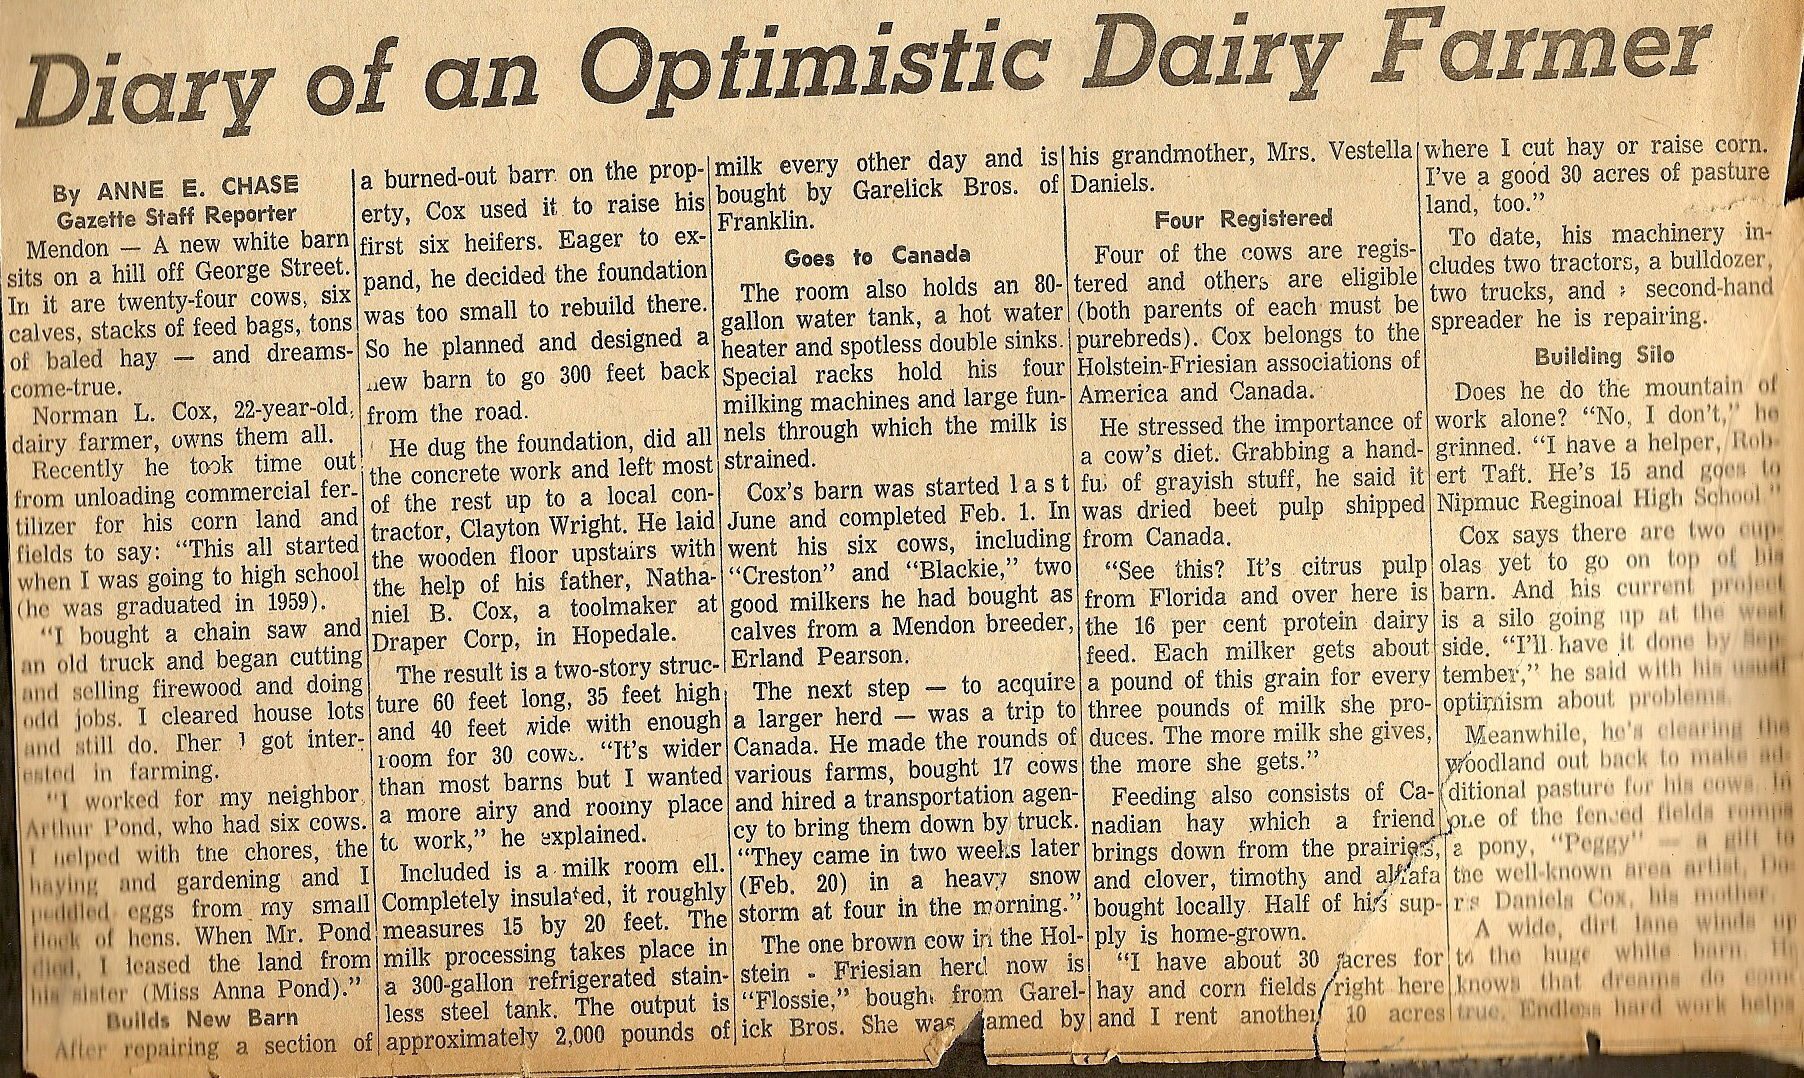 Diary of an Optimistic Dairy Farmer
By ANNE E. CHASE
Gazette Staff Reporter
Mendon — A new white barn
sits on a hill off George Street.
In it are twenty-four cows, six
calves, stacks of feed bags, tons
of baled hay — and dreams-
come-true.
Norman L. Cox, 22-year-old,
dairy farmer, owns them all.
Recently he took time out
from unloading commercial fer-
tilizer for his corn land and
fields to say: “This all started
when I was going to high school
(he was graduated in 1959).
“I bought a chain saw and
an old truck and began cutting
and selling firewood and doing
odd jobs. I cleared house lots
and still do. Then I got inter-
ested in farming.
“I worked for my neighbor,
Arthur Pond, who had six cows.
I helped with the chores, the
haying and gardening and I
peddled eggs from my small
flock of hens. When Mr. Pond
died, I leased the land from
his sister (Miss Anna Pond).”
Builds New Barn
After repairing a section of
a burned-out barn on the prop-
erty, Cox used it to raise his
first six heifers. Eager to ex-
pand, he decided the foundation
was too small to rebuild there.
So he planned and designed a
new barn to go 300 feet back
from the road.
He dug the foundation, did all
the concrete work and left most
of the rest up to a local con-
tractor, Clayton Wright. He laid
the wooden floor upstairs with
the help of his father, Natha-
niel B. Cox, a toolmaker at
Draper Corp, in Hopedale.
The result is a two-story struc-
ture 60 feet long, 35 feet high
and 40 feet wide with enough
room for 30 cows. “It's wider
than most barns but I wanted
a more airy and roomy place
to work,” he explained.
Included is a milk room ell.
Completely insulated, it roughly
measures 15 by 20 feet. The
milk processing takes place in
a 300-gallon refrigerated stain-
less steel tank. The output is
approximately 2,000 pounds of
milk every other day and is
bought by Garelick Bros. of
Franklin.
Goes to Canada
The room also holds an 80-
gallon water tank, a hot water
heater and spotless double sinks.
Special racks hold his four
milking machines and large fun-
nels through which the milk is
strained.
Cox's barn was started last
June and completed Feb. 1. In
went his six cows, including
“Creston” and “Blackie,” two
good milkers he had bought as
calves from a Mendon breeder,
Erland Pearson.
The next step — to acquire
a larger herd — was a trip to
Canada. He made the rounds of
various farms, bought 17 cows
and hired a transportation agen-
cy to bring them down by truck.
“They came in two weeks later
(Feb. 20) in a heavy snow
storm at four in the morning.”
The one brown cow in the Hol-
stein - Friesian herd now is
“Flossie,” bought from Garel-
ick Bros. She was named by
his grandmother, Mrs. Vestella
Daniels.
Four Registered
Four of the cows are regis-
tered and others are eligible
(both parents of each must be
purebreds). Cox belongs to the
Holstein-Friesian associations of
America and Canada.
He stressed the importance of
a cow's diet. Grabbing a hand-
ful of grayish stuff, he said it
was dried beet pulp shipped
from Canada.
“See this? It's citrus pulp
from Florida and over here is
the 16 per cent protein dairy
feed. Each milker gets about
a pound of this grain for every
three pounds of milk she pro-
duces. The more milk she gives,
the more she gets.”
Feeding also consists of Ca-
nadian hay which a friend
brings down from the prairies,
and clover, timothy and alfafa
bought locally. Half of his sup-
ply is home-grown.
“I have about 30 acres for
hay and corn fields right here
and I rent another 10 acres
where I cut hay or raise corn.
I've a good 30 acres of pasture
land, too.”
To date, his machinery in-
cludes two tractors, a bulldozer,
two trucks, and a second-hand
spreader he is repairing.
Building Silo
Does he do the mountain of
work alone? “No, I don't,” he
grinned. “I have a helper, Rob-
ert Taft. He's 15 and goes to
Nipmuc Reginoal High School.”
Cox says there are two cup-
olas yet to go on top of his
barn. And his current project
is a silo going up at the west
side. “I'll have it done by Sep-
tember,” he said with his usual
optimism about problems.
Meanwhile, he's clearing the
woodland out back to make ad-
ditional pasture for his cows. In
one of the fenced fields romps
a pony, “Peggy” — a gift to
the well-known area artist, Do-
ris Daniels Cox, his mother.
A wide, dirt lane winds up
to the huge white barn. He
knows that dreams do come
true. Endless hard work helps